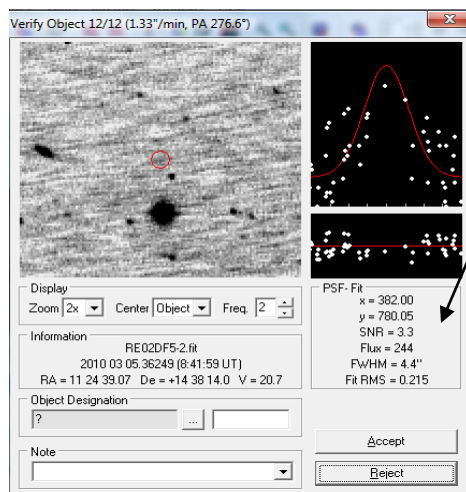 Verify Object 12/12 (1.33"/min, PA 276.6°)
Display
Zoom 2x Center Object Freq. 2
Information
RE02DF5-2.fit
2010 03 05.36249 (8:41:59 UT)
RA = 11 24 39.07 De = +14 38 14.0 V = 20.7
Object Designation
? ...
Note
PSF- Fit
x = 382.00
y = 780.05
SNR = 3.3
Flux = 244
FWHM = 4.4''
Fit RMS = 0.215
Accept
Reject